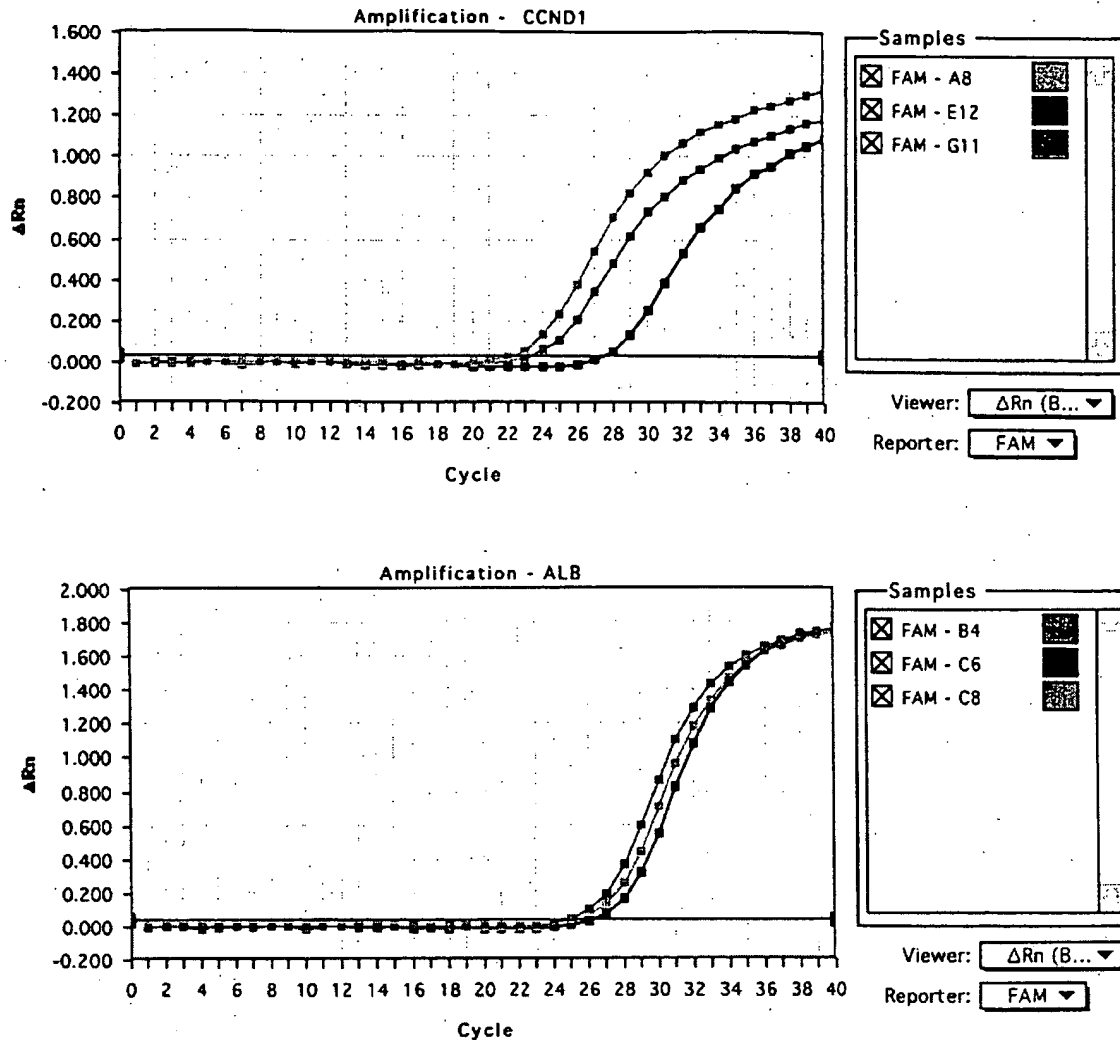 Amplification - CCND1
1.600
1.400
1.200
1.000
0.800
0.600
0.400
0.200
-0.000
-0.200
ΔRn
0 2 4 6 8 10 12 14 16 18 20 22 24 26 28 30 32 34 36 38 40
Cycle
Samples
FAM - A8
FAM - E12
FAM - G11
Viewer: ΔRn (B...
Reporter: FAM
Amplification - ALB
2.000
1.800
1.600
1.400
1.200
1.000
0.800
0.600
0.400
0.200
-0.000
-0.200
ΔRn
0 2 4 6 8 10 12 14 16 18 20 22 24 26 28 30 32 34 36 38 40
Cycle
Samples
FAM - B4
FAM - C6
FAM - C8
Viewer: ΔRn (B...
Reporter: FAM